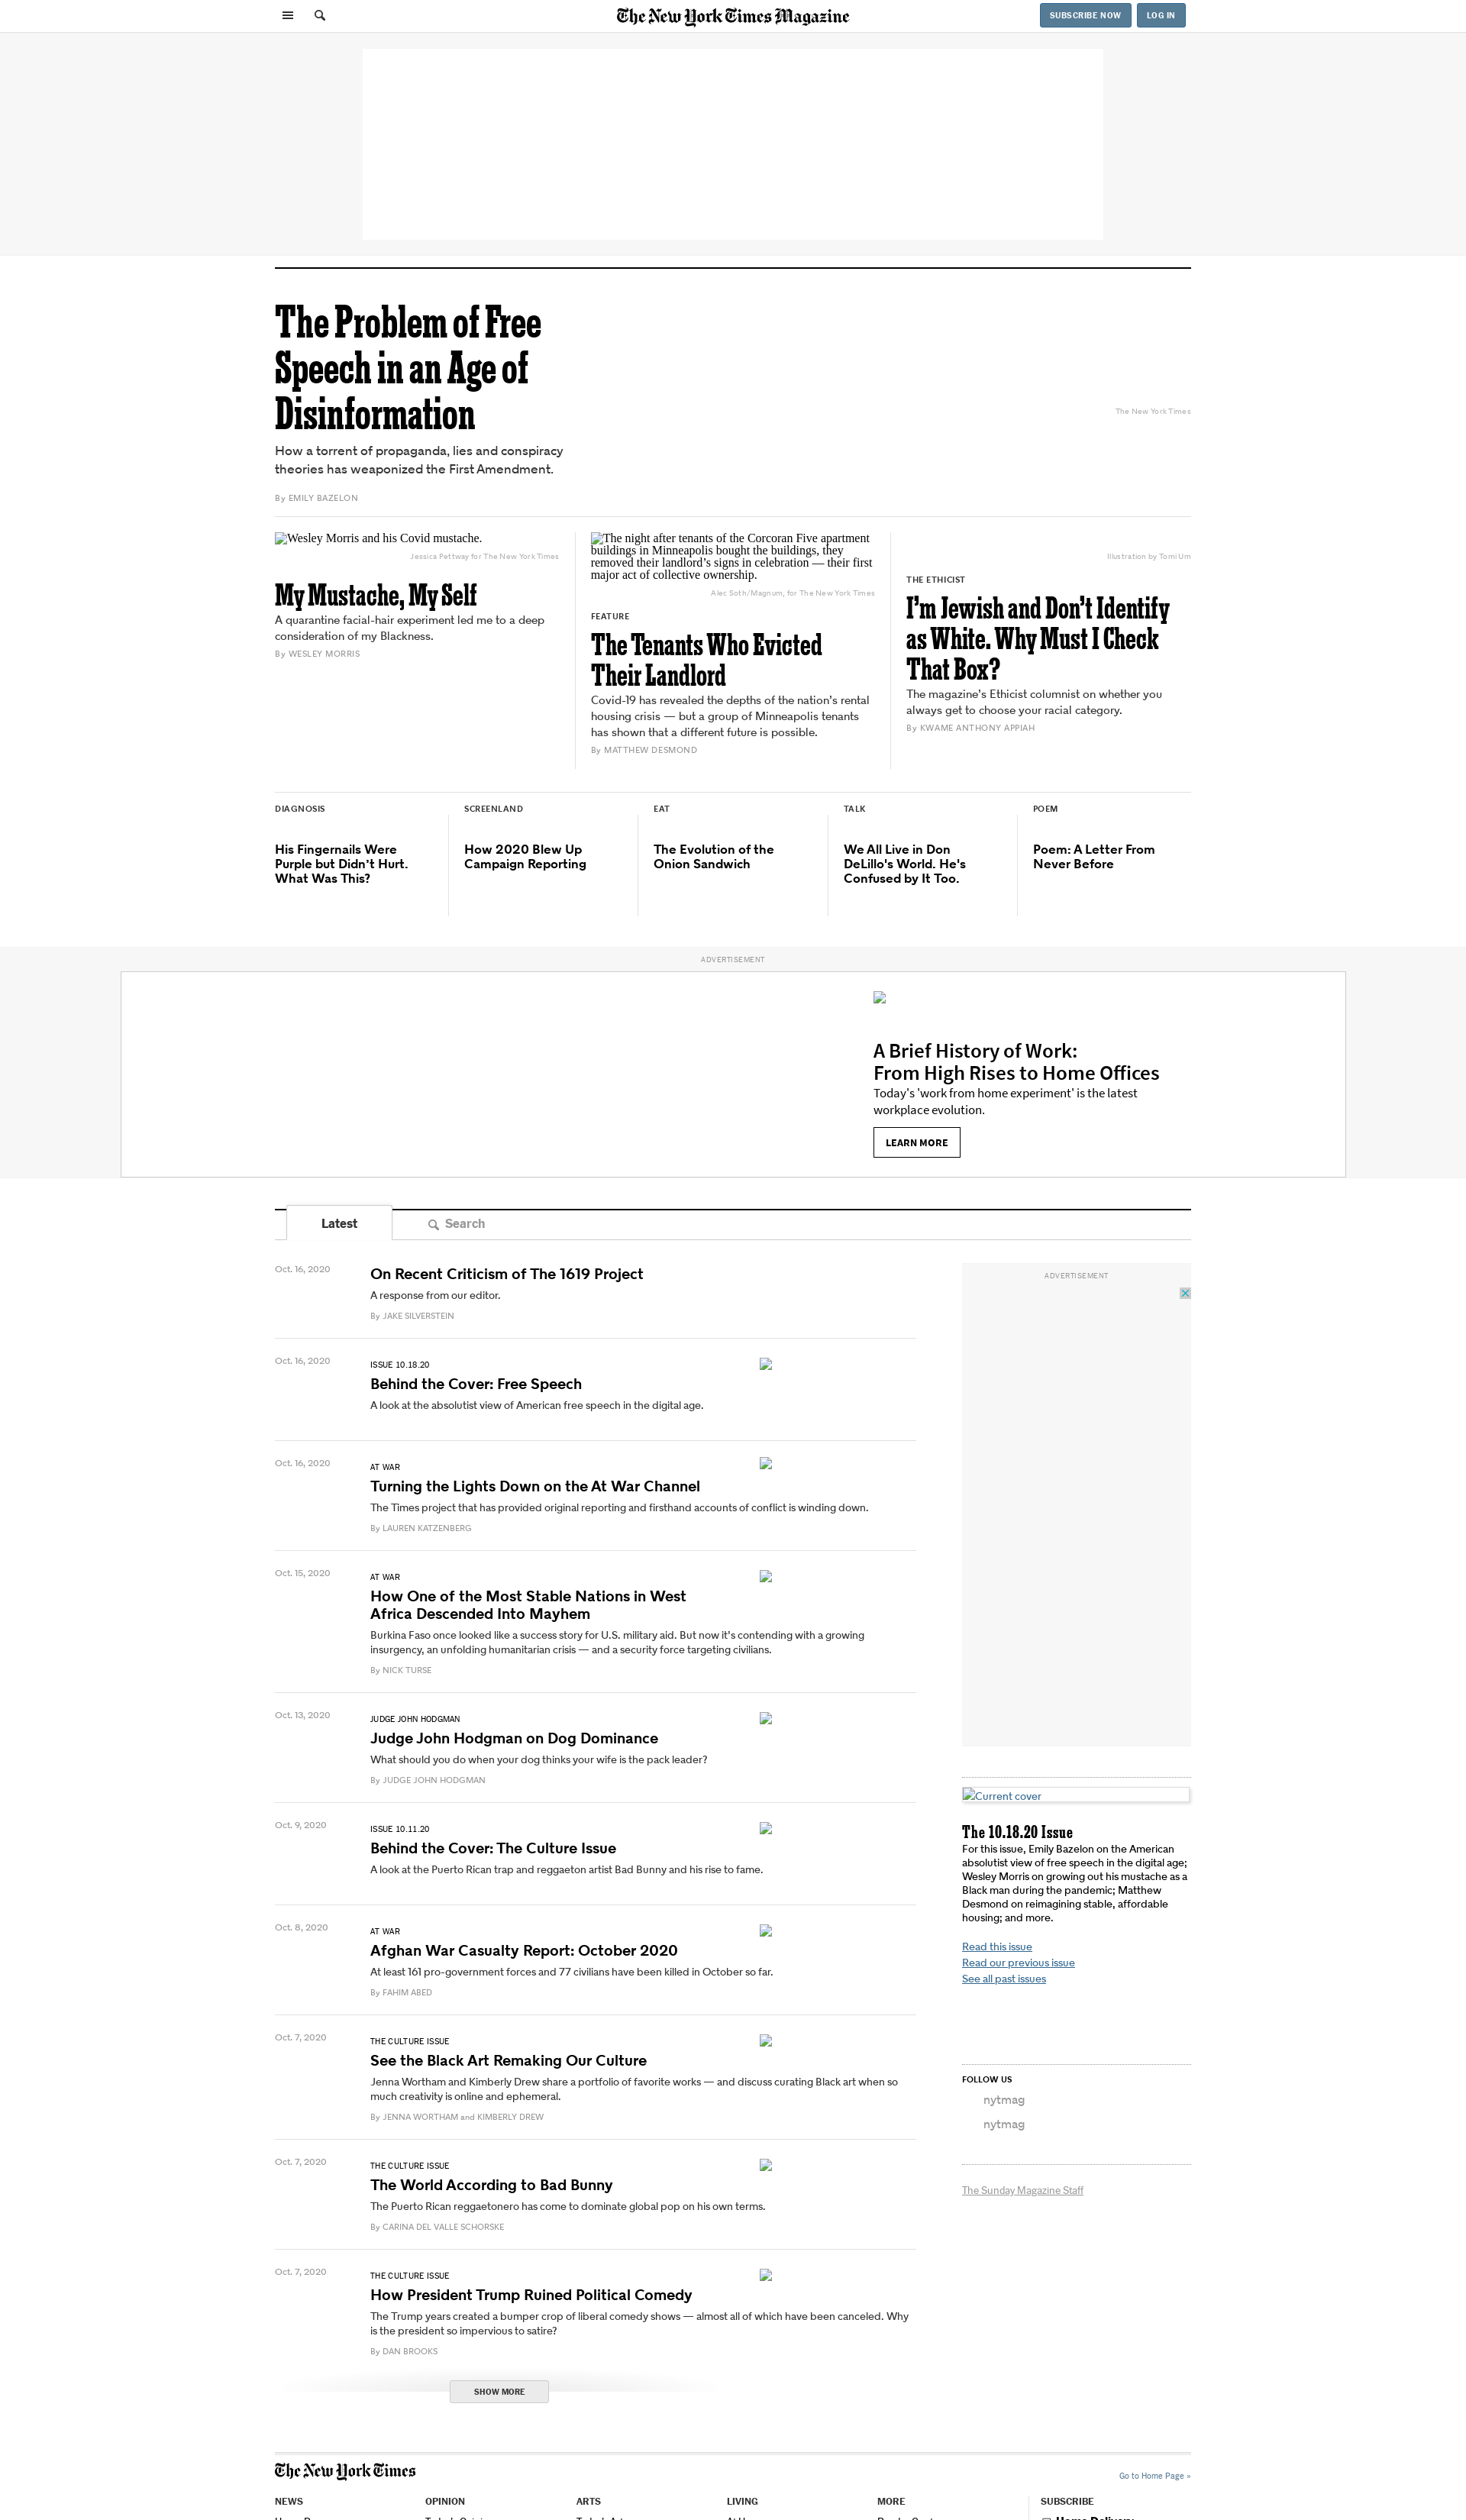 The New York Times Magazine
SUBSCRIBE NOW
LOG IN
The Problem of Free
Speech in an Age of
Disinformation
How a torrent of propaganda, lies and conspiracy
theories has weaponized the First Amendment.
By EMILY BAZELON
The New York Times
Wesley Morris and his Covid mustache.
Jessica Pettway for The New York Times
My Mustache, My Self
A quarantine facial-hair experiment led me to a deep
consideration of my Blackness.
By WESLEY MORRIS
The night after tenants of the Corcoran Five apartment
buildings in Minneapolis bought the buildings, they
removed their landlord’s signs in celebration — their first
major act of collective ownership.
Alec Soth/Magnum, for The New York Times
FEATURE
The Tenants Who Evicted
Their Landlord
Covid-19 has revealed the depths of the nation’s rental
housing crisis — but a group of Minneapolis tenants
has shown that a different future is possible.
By MATTHEW DESMOND
Illustration by Tomi Um
THE ETHICIST
I’m Jewish and Don’t Identify
as White. Why Must I Check
That Box?
The magazine’s Ethicist columnist on whether you
always get to choose your racial category.
By KWAME ANTHONY APPIAH
DIAGNOSIS
His Fingernails Were
Purple but Didn’t Hurt.
What Was This?
SCREENLAND
How 2020 Blew Up
Campaign Reporting
EAT
The Evolution of the
Onion Sandwich
TALK
We All Live in Don
DeLillo's World. He's
Confused by It Too.
POEM
Poem: A Letter From
Never Before
ADVERTISEMENT
A Brief History of Work:
From High Rises to Home Offices
Today's 'work from home experiment' is the latest
workplace evolution.
LEARN MORE
Latest
Search
Oct. 16, 2020
On Recent Criticism of The 1619 Project
A response from our editor.
By JAKE SILVERSTEIN
Oct. 16, 2020
ISSUE 10.18.20
Behind the Cover: Free Speech
A look at the absolutist view of American free speech in the digital age.
Oct. 16, 2020
AT WAR
Turning the Lights Down on the At War Channel
The Times project that has provided original reporting and firsthand accounts of conflict is winding down.
By LAUREN KATZENBERG
Oct. 15, 2020
AT WAR
How One of the Most Stable Nations in West
Africa Descended Into Mayhem
Burkina Faso once looked like a success story for U.S. military aid. But now it’s contending with a growing
insurgency, an unfolding humanitarian crisis — and a security force targeting civilians.
By NICK TURSE
Oct. 13, 2020
JUDGE JOHN HODGMAN
Judge John Hodgman on Dog Dominance
What should you do when your dog thinks your wife is the pack leader?
By JUDGE JOHN HODGMAN
Oct. 9, 2020
ISSUE 10.11.20
Behind the Cover: The Culture Issue
A look at the Puerto Rican trap and reggaeton artist Bad Bunny and his rise to fame.
Oct. 8, 2020
AT WAR
Afghan War Casualty Report: October 2020
At least 161 pro-government forces and 77 civilians have been killed in October so far.
By FAHIM ABED
Oct. 7, 2020
THE CULTURE ISSUE
See the Black Art Remaking Our Culture
Jenna Wortham and Kimberly Drew share a portfolio of favorite works — and discuss curating Black art when so
much creativity is online and ephemeral.
By JENNA WORTHAM and KIMBERLY DREW
Oct. 7, 2020
THE CULTURE ISSUE
The World According to Bad Bunny
The Puerto Rican reggaetonero has come to dominate global pop on his own terms.
By CARINA DEL VALLE SCHORSKE
Oct. 7, 2020
THE CULTURE ISSUE
How President Trump Ruined Political Comedy
The Trump years created a bumper crop of liberal comedy shows — almost all of which have been canceled. Why
is the president so impervious to satire?
By DAN BROOKS
SHOW MORE
ADVERTISEMENT
Current cover
The 10.18.20 Issue
For this issue, Emily Bazelon on the American
absolutist view of free speech in the digital age;
Wesley Morris on growing out his mustache as a
Black man during the pandemic; Matthew
Desmond on reimagining stable, affordable
housing; and more.
Read this issue
Read our previous issue
See all past issues
FOLLOW US
nytmag
nytmag
The Sunday Magazine Staff
The New York Times
Go to Home Page »
NEWS
OPINION
ARTS
LIVING
MORE
SUBSCRIBE
Home Delivery